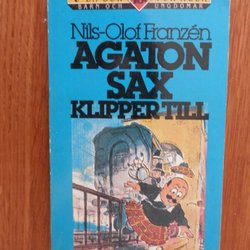 BARN OCH UNGDOMAR
Nils-Olof Franzén
AGATON
SAX
KLIPPER TILL